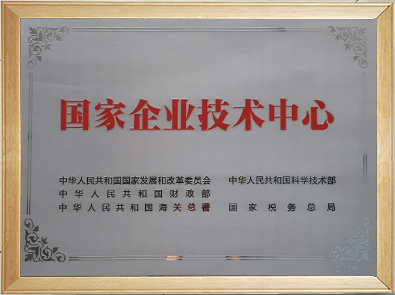 国家企业技术中心
中华人民共和国国家发展和改革委员会 中华人民共和国科学技术部
中华人民共和国财政部
中华人民共和国海关总署 国家税务总局